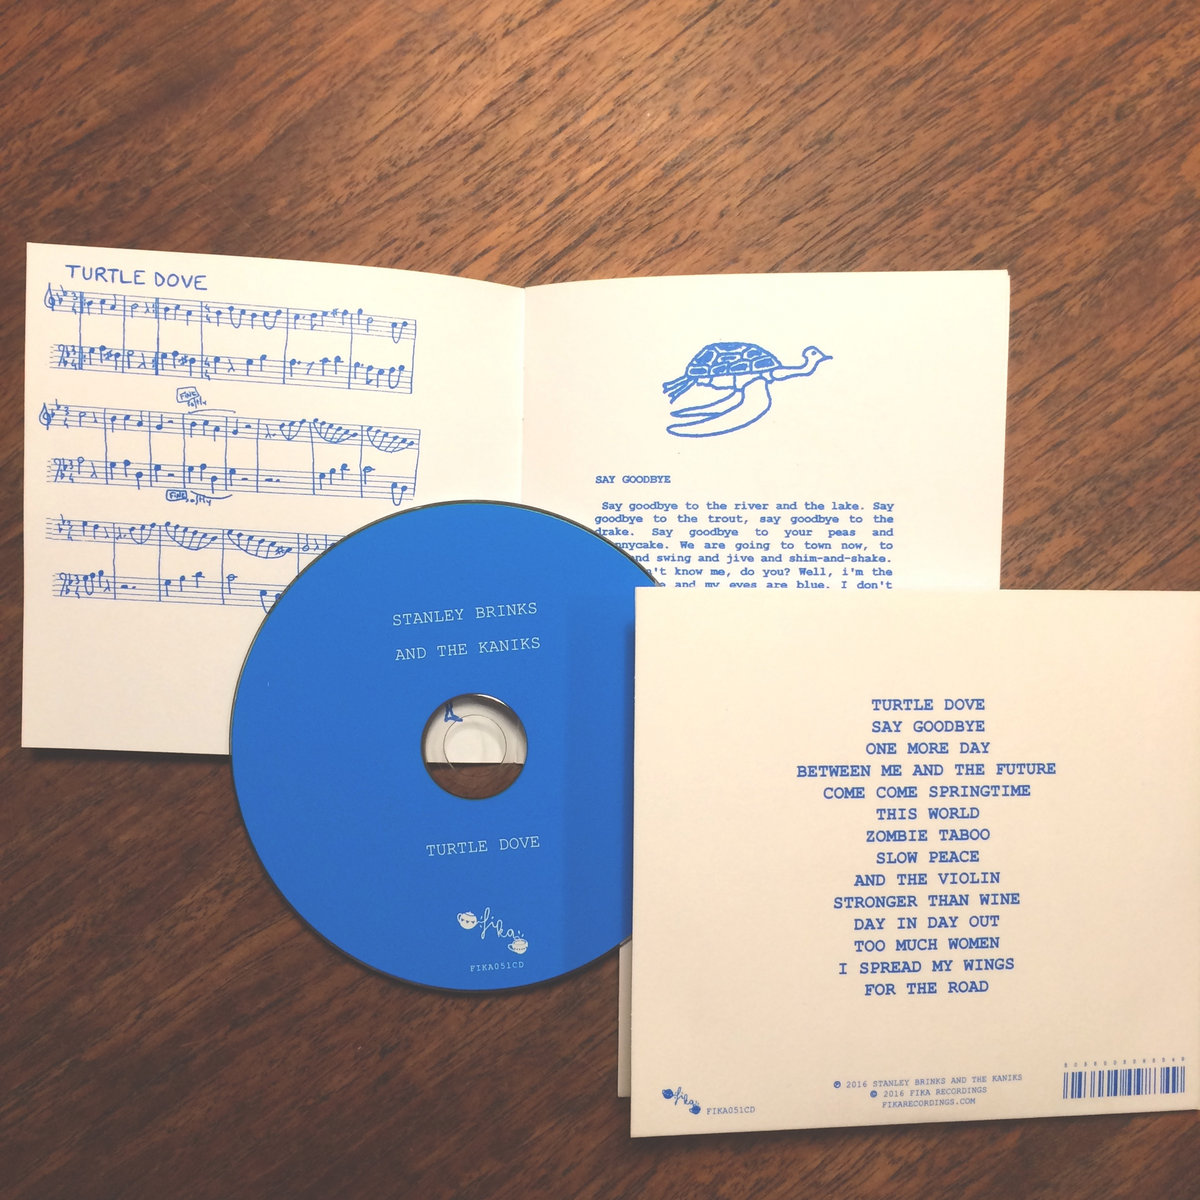 TURTLE DOVE
FINE
softly
FINE
softly
SAY GOODBYE
Say goodbye to the river and the lake. Say
goodbye to the trout, say goodbye to the
drake. Say goodbye to your peas and
We are going to town now, to
swing and jive and shim-and-shake.
know me, do you? Well, i'm the
and my eyes are blue. I don't
STANLEY BRINKS
AND THE KANIKS
TURTLE DOVE
fika
FIKA051CD
TURTLE DOVE
SAY GOODBYE
ONE MORE DAY
BETWEEN ME AND THE FUTURE
COME COME SPRINGTIME
THIS WORLD
ZOMBIE TABOO
SLOW PEACE
AND THE VIOLIN
STRONGER THAN WINE
DAY IN DAY OUT
TOO MUCH WOMEN
I SPREAD MY WINGS
FOR THE ROAD
℗ 2016 STANLEY BRINKS AND THE KANIKS
© 2016 FIKA RECORDINGS
FIKARECORDINGS.COM
fika
FIKA051CD